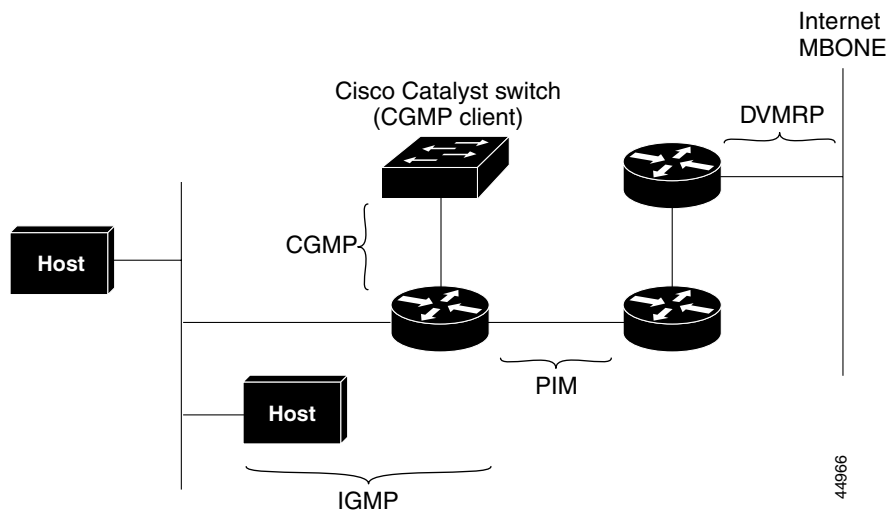 Internet
MBONE
Cisco Catalyst switch
(CGMP client)
DVMRP
CGMP
Host
PIM
Host
IGMP
44966